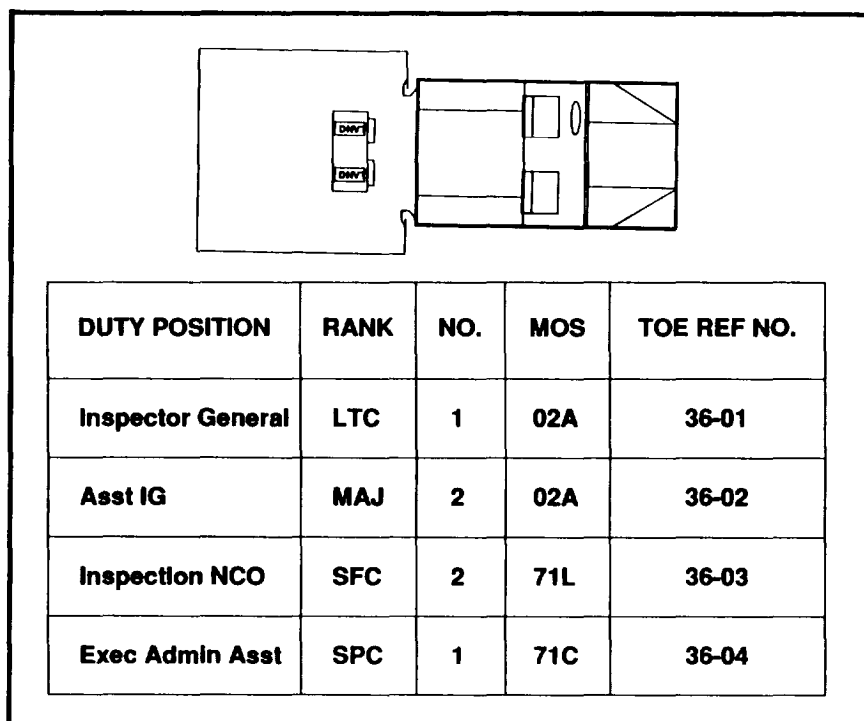 DUTY POSITION RANK NO. MOS TOE REF NO.
Inspector General LTC 1 02A 36-01
Asst IG MAJ 2 02A 36-02
Inspection NCO SFC 2 71L 36-03
Exec Admin Asst SPC 1 71C 36-04